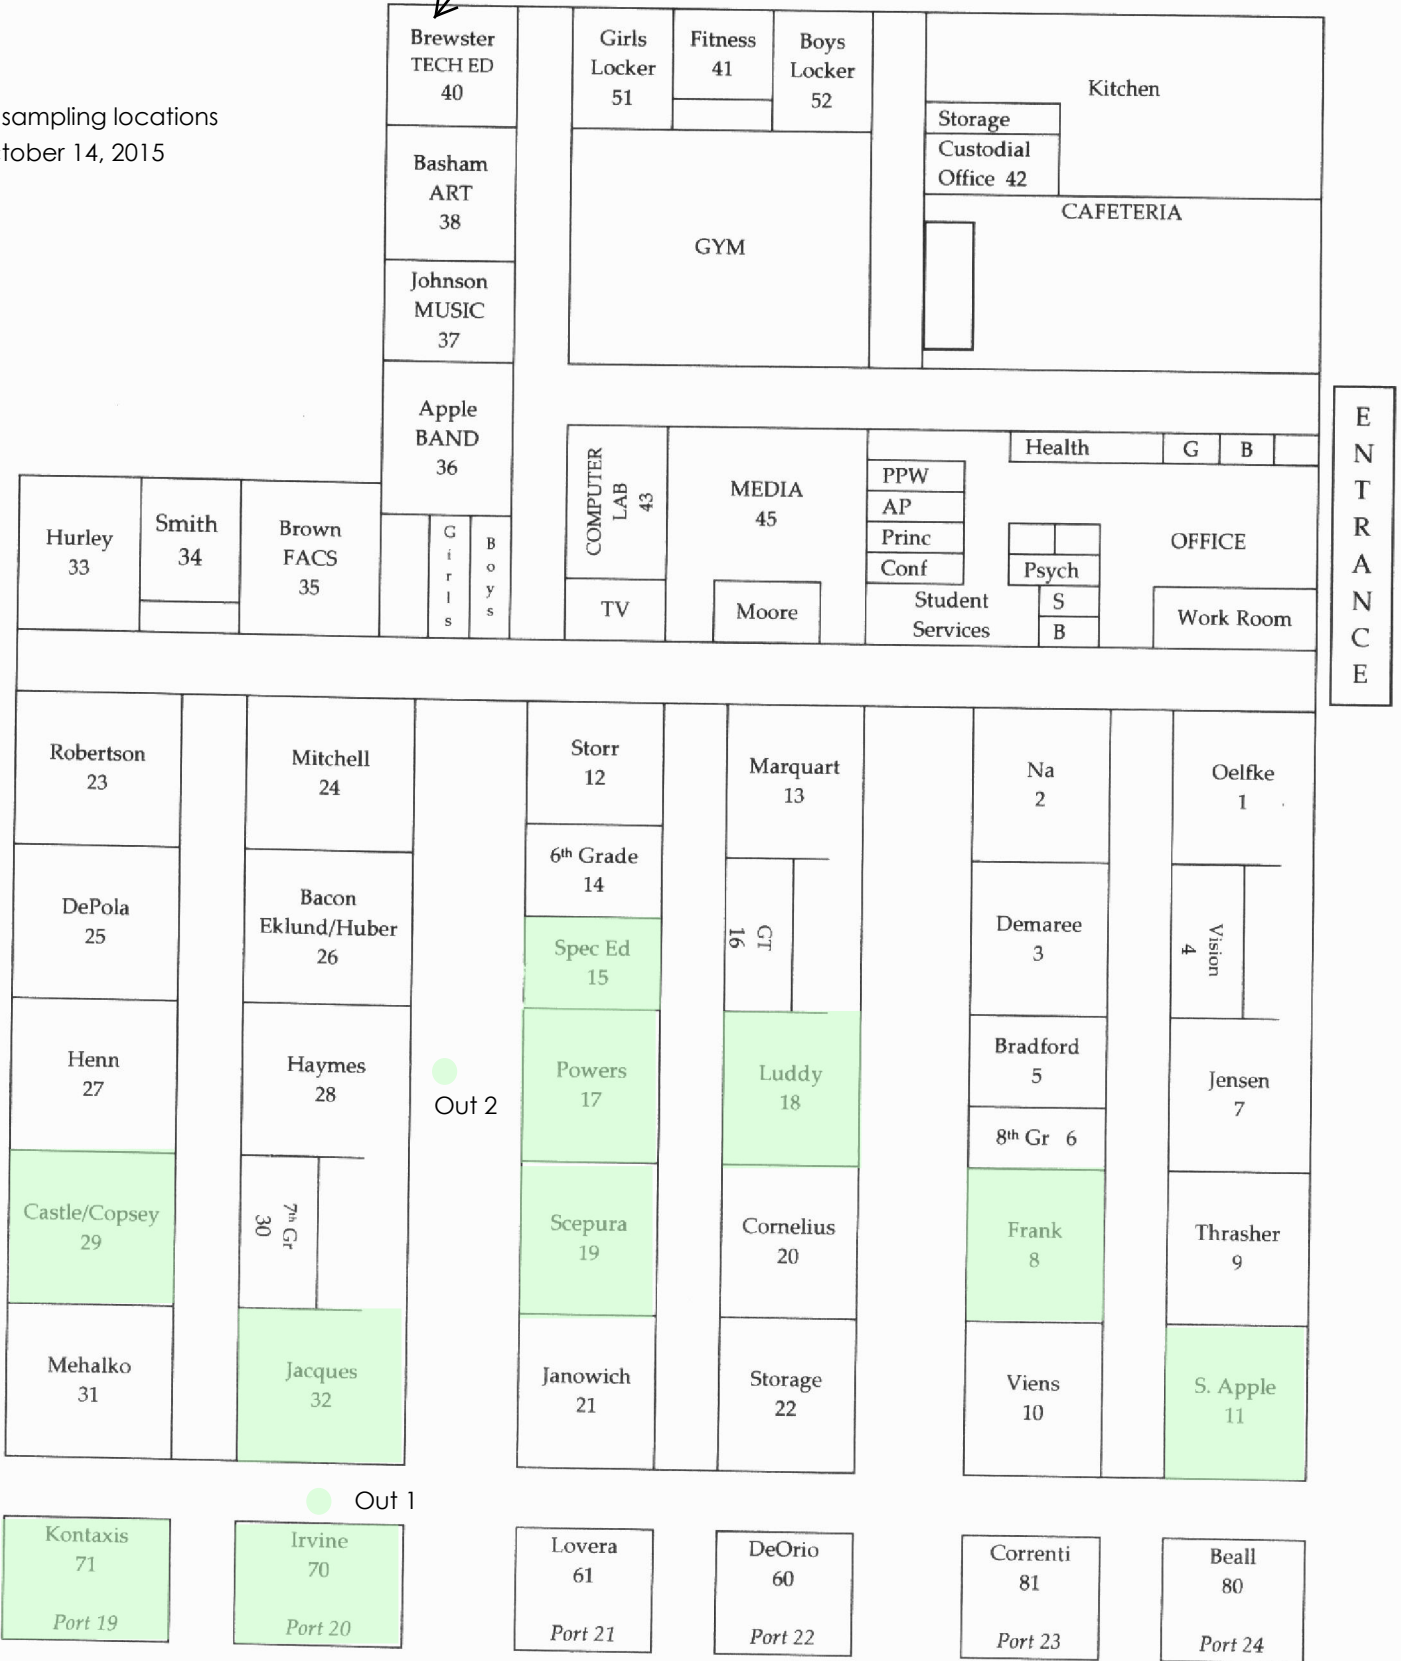 sampling locations
tober 14, 2015
Brewster
TECH ED
40
Girls
Locker
51
Fitness
41
Boys
Locker
52
Kitchen
Storage
Custodial
Office 42
CAFETERIA
Basham
ART
38
GYM
Johnson
MUSIC
37
Apple
BAND
36
ENTRANCE
COMPUTER
LAB
43
MEDIA
45
Health
G
B
PPW
AP
Princ
Conf
OFFICE
Psych
Student
Services
S
B
Work Room
Hurley
33
Smith
34
Brown
FACS
35
Girls
Boys
TV
Moore
Robertson
23
Mitchell
24
Storr
12
Marquart
13
Na
2
Oelfke
1
DePola
25
Bacon
Eklund/Huber
26
6th Grade
14
Spec Ed
15
GT
16
Demaree
3
Vision
4
Henn
27
Haymes
28
Out 2
Powers
17
Luddy
18
Bradford
5
8th Gr 6
Jensen
7
Castle/Copsey
29
7th Gr
30
Scepura
19
Cornelius
20
Frank
8
Thrasher
9
Mehalko
31
Jacques
32
Janowich
21
Storage
22
Viens
10
S. Apple
11
Out 1
Kontaxis
71
Port 19
Irvine
70
Port 20
Lovera
61
Port 21
DeOrio
60
Port 22
Correnti
81
Port 23
Beall
80
Port 24